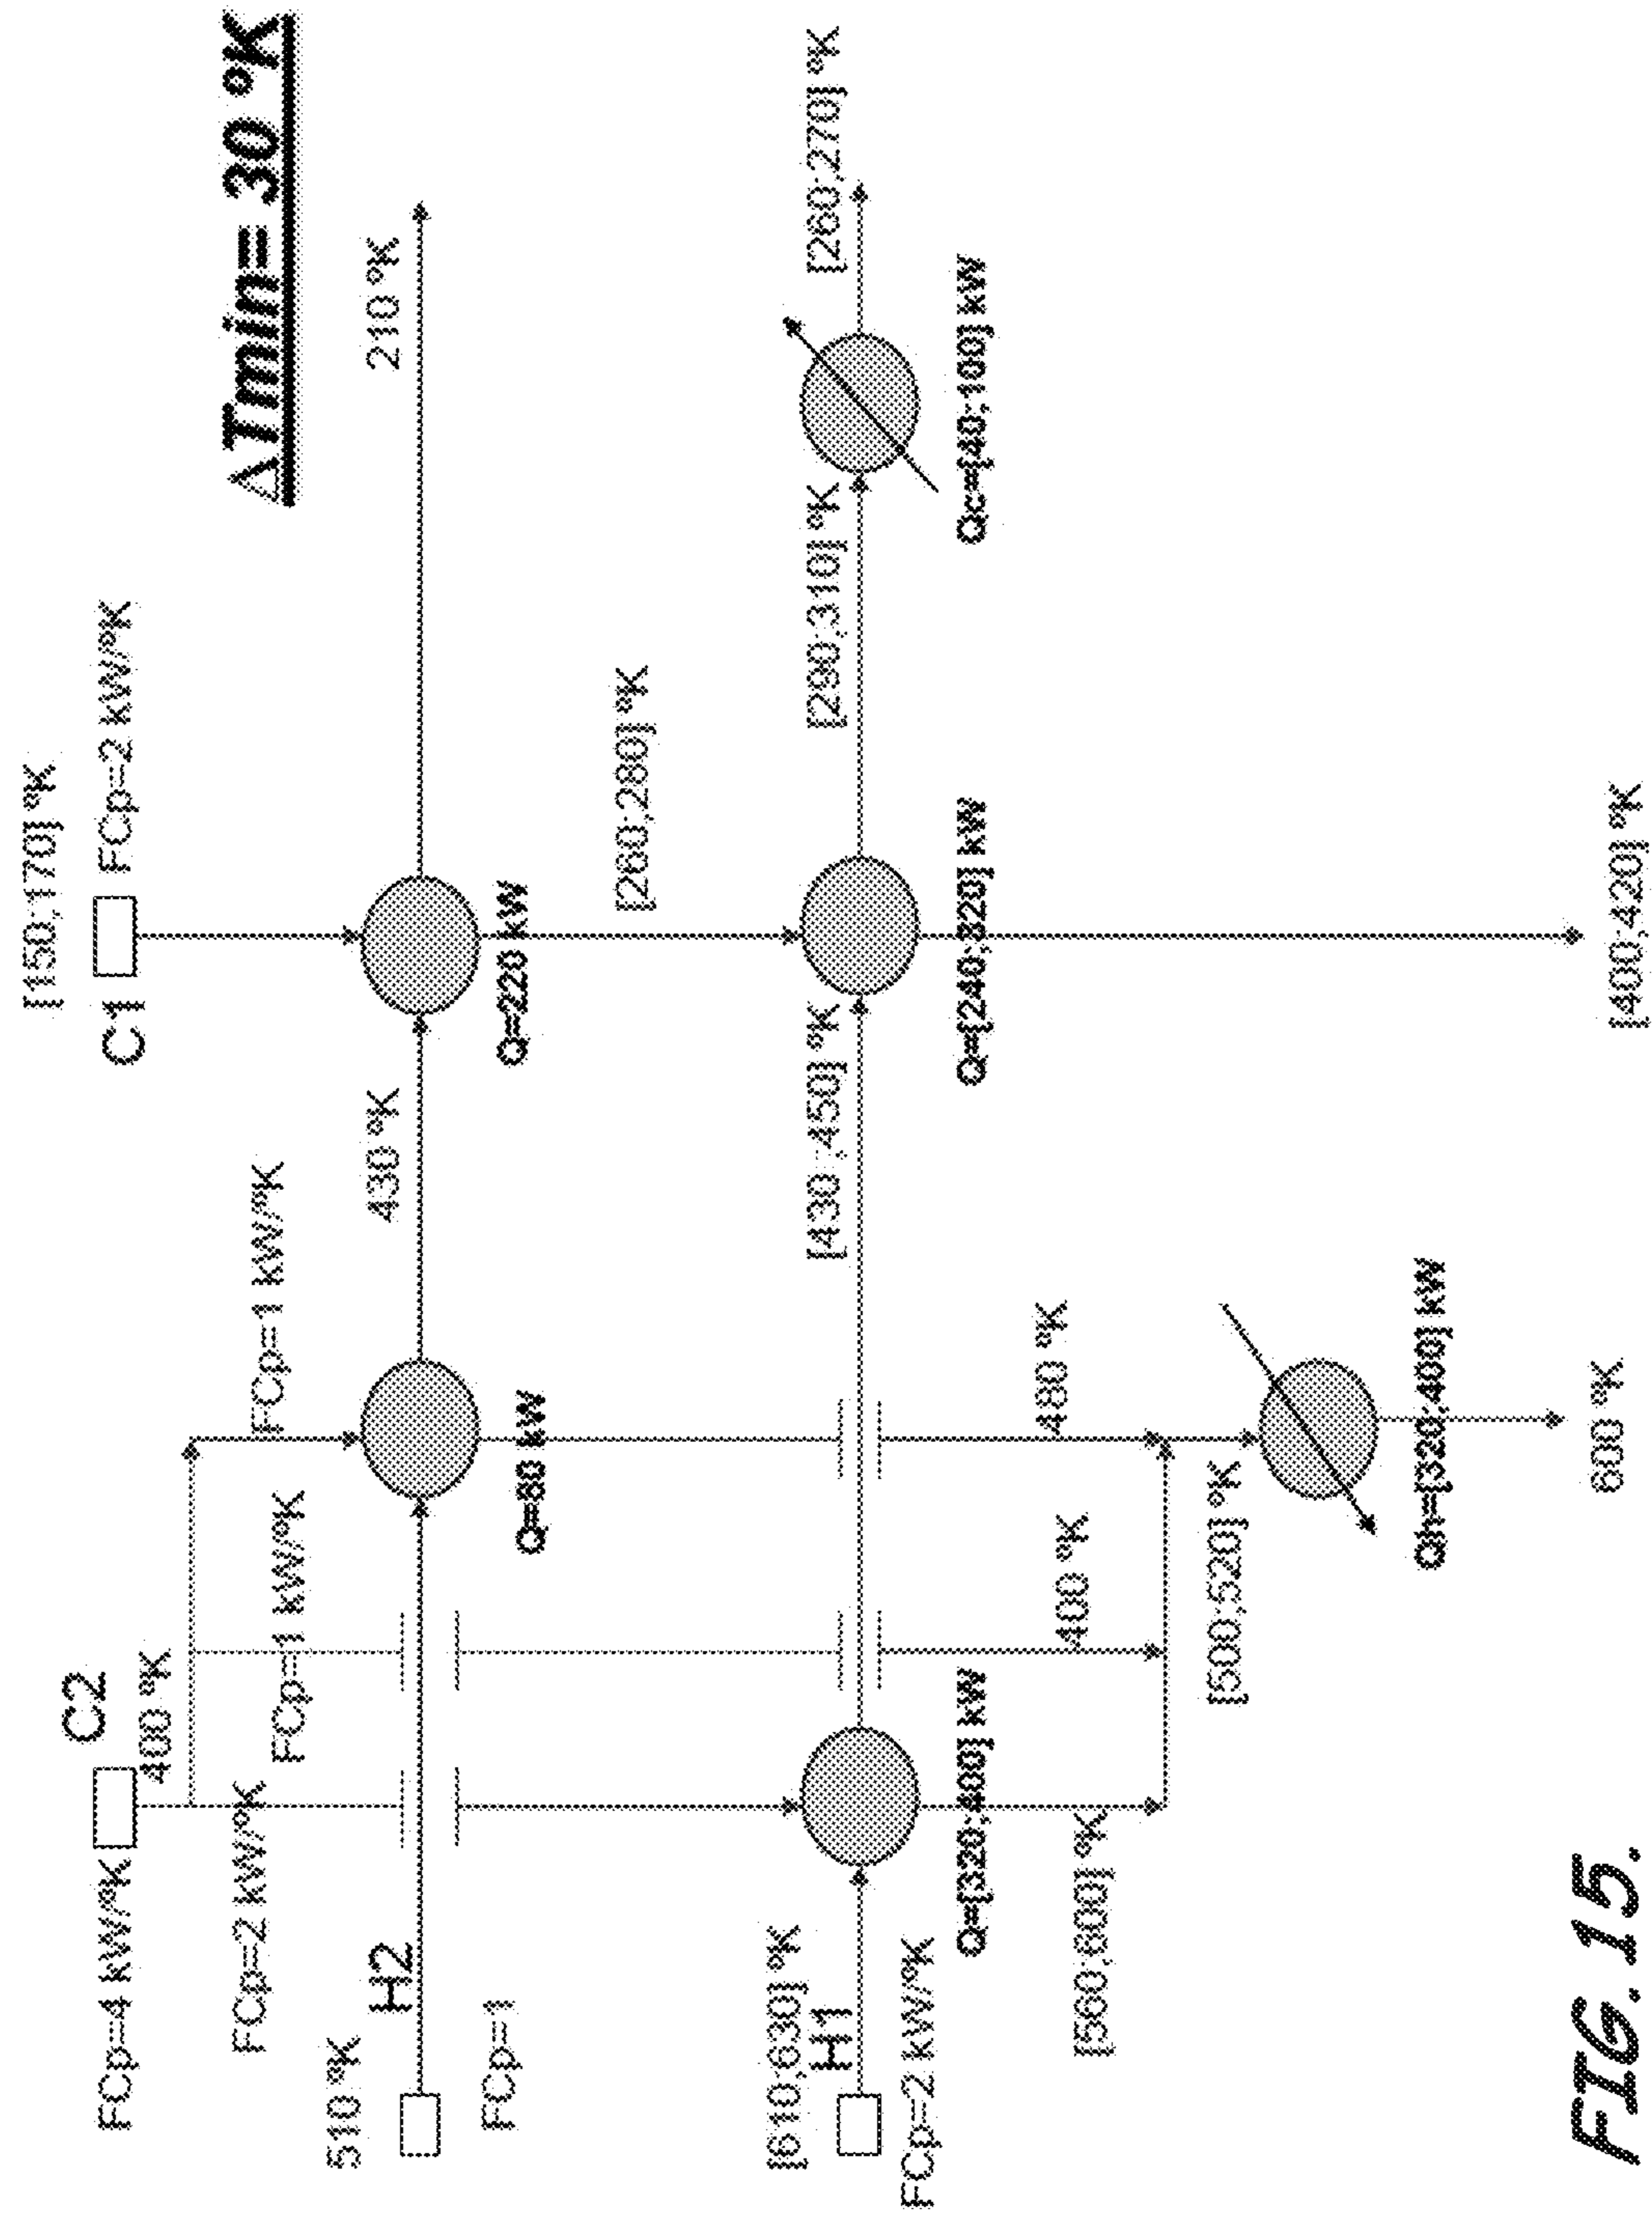 ΔTmin= 30 °K
C2
FCp=4 kW/°K
400 °K
FCp=2 kW/°K
FCp=1 kW/°K
FCp=1 kW/°K
[150;170] °K
C1
FCp=2 kW/°K
510 °K
H2
FCp=1
430 °K
210 °K
Q=80 kW
Q=220 kW
[260;280] °K
[610;630] °K
H1
FCp=2 kW/°K
[430;450] °K
[290;310] °K
[260;270] °K
Q=[320;400] kW
Q=[240;320] kW
Qc=[40;100] kW
[560;600] °K
400 °K
480 °K
[500;520] °K
Qh=[320;400] kW
600 °K
[400;420] °K
FIG. 15.